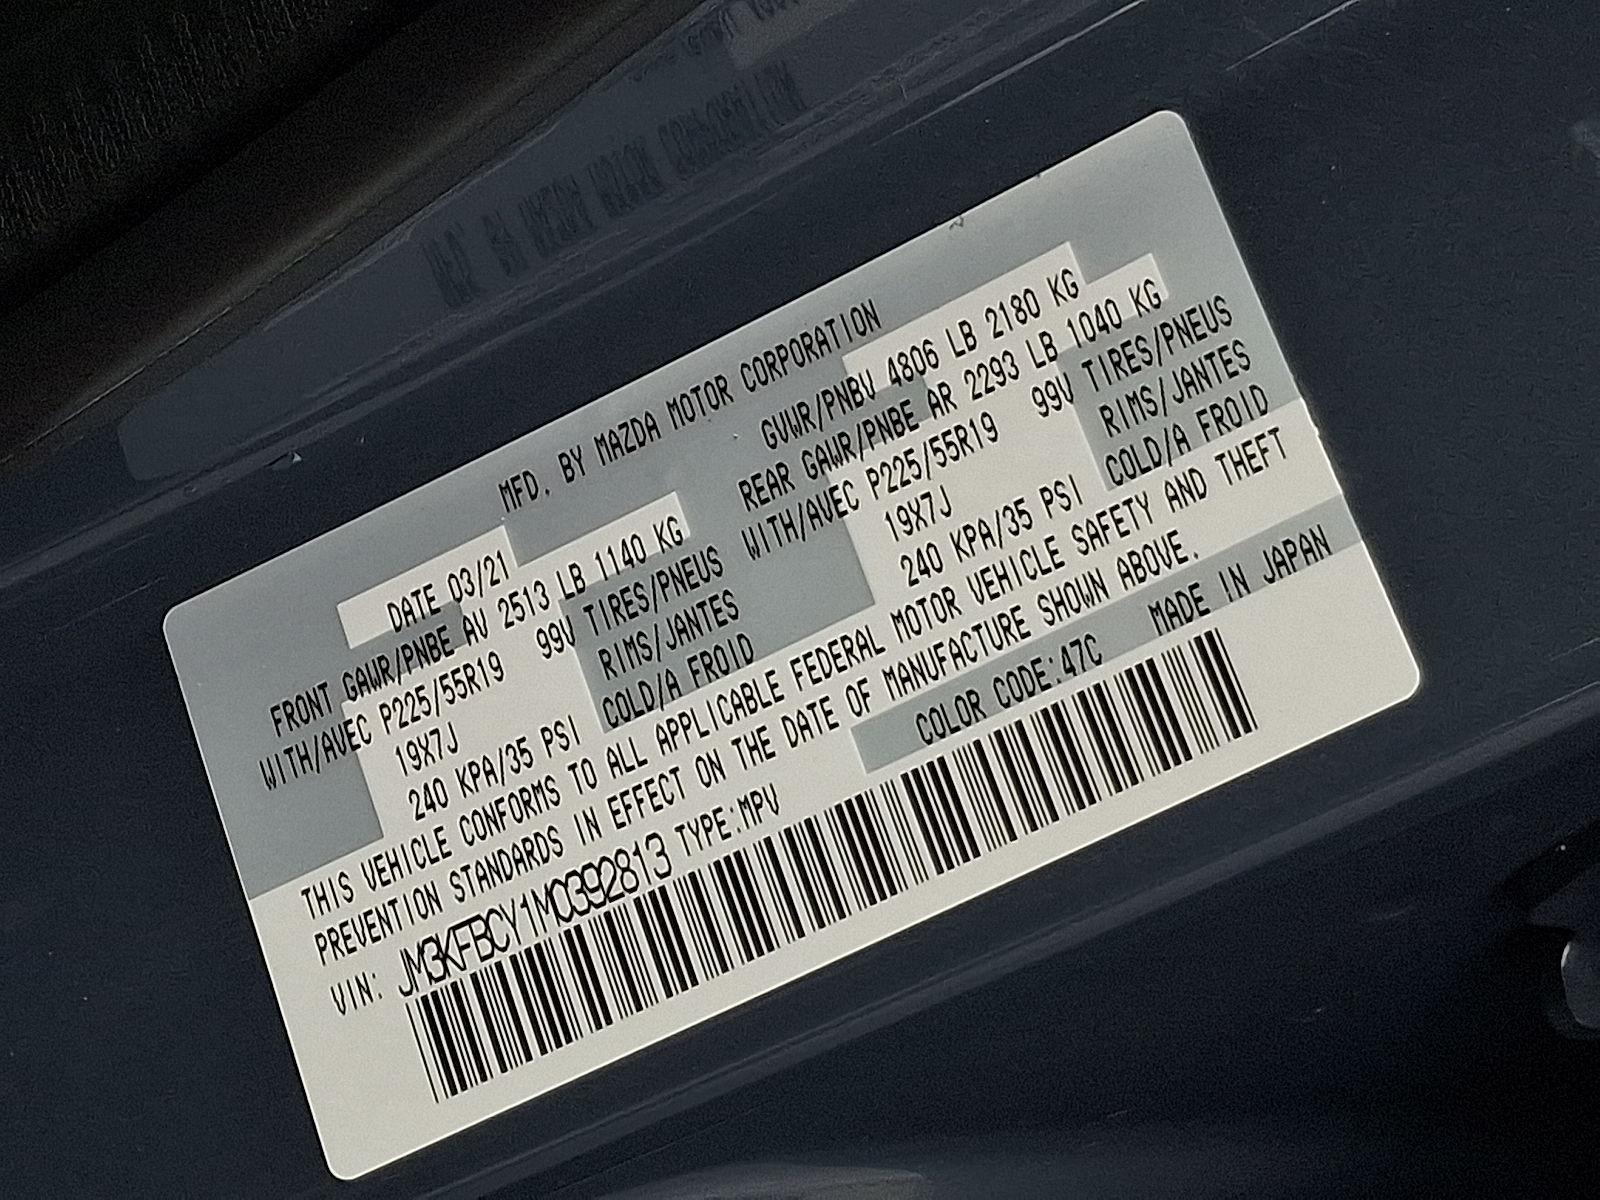 MFD. BY MAZDA MOTOR CORPORATION
DATE 03/21 GVWR/PNBV 4806 LB 2180 KG
FRONT GAWR/PNBE AV 2513 LB 1140 KG REAR GAWR/PNBE AR 2293 LB 1040 KG
WITH/AVEC P225/55R19 99V TIRES/PNEUS WITH/AVEC P225/55R19 99V TIRES/PNEUS
19X7J RIMS/JANTES 19X7J RIMS/JANTES
240 KPA/35 PSI COLD/A FROID 240 KPA/35 PSI COLD/A FROID
THIS VEHICLE CONFORMS TO ALL APPLICABLE FEDERAL MOTOR VEHICLE SAFETY AND THEFT
PREVENTION STANDARDS IN EFFECT ON THE DATE OF MANUFACTURE SHOWN ABOVE.
VIN: JM3KFBCY1M0392813 TYPE:MPV COLOR CODE:47C MADE IN JAPAN